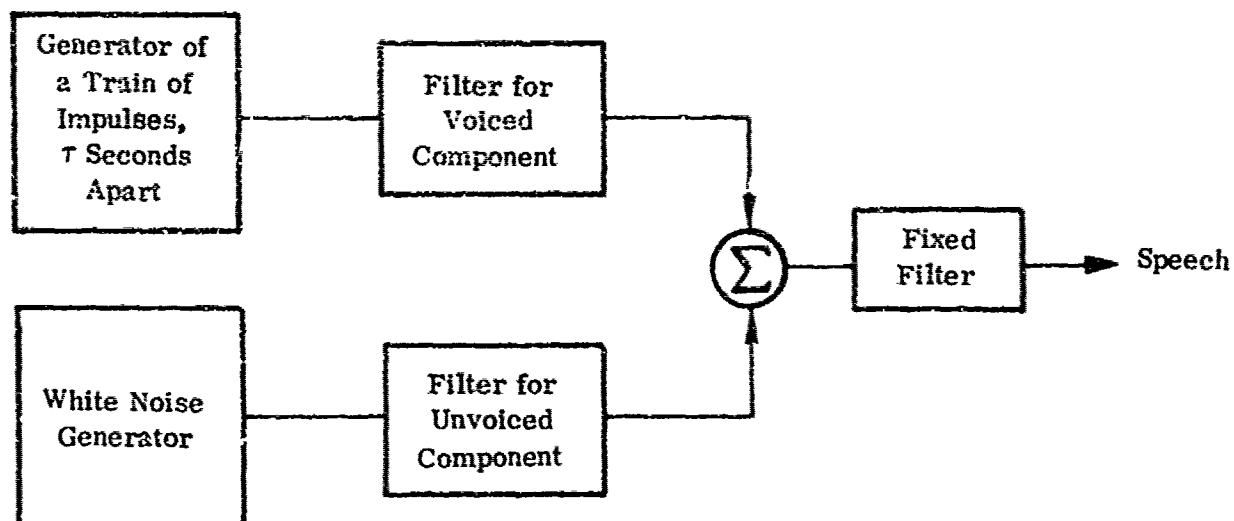 Generator of
a Train of
Impulses,
τ Seconds
Apart
Filter for
Voiced
Component
Σ
Fixed
Filter
Speech
White Noise
Generator
Filter for
Unvoiced
Component